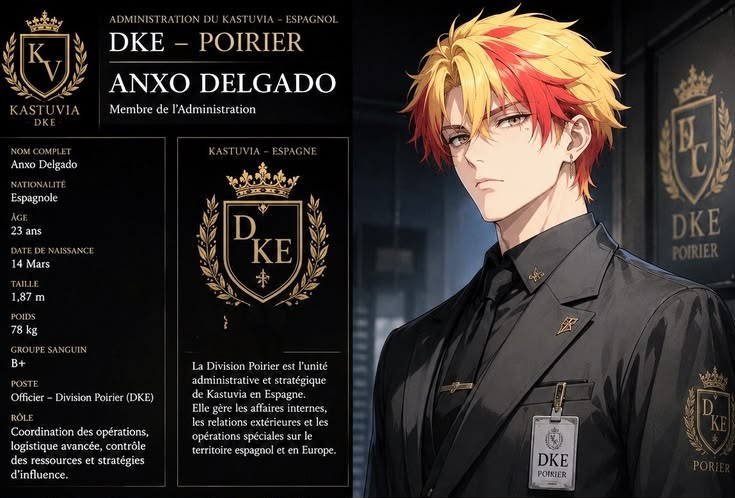 ADMINISTRATION DU KASTUVIA – ESPAGNOL
DKE – POIRIER
ANXO DELGADO
Membre de l'Administration
KV
KASTUVIA
DKE
NOM COMPLET
Anxo Delgado
NATIONALITÉ
Espagnole
ÂGE
23 ans
DATE DE NAISSANCE
14 Mars
TAILLE
1,87 m
POIDS
78 kg
GROUPE SANGUIN
B+
POSTE
Officier – Division Poirier (DKE)
RÔLE
Coordination des opérations,
logistique avancée, contrôle
des ressources et stratégies
d'influence.
KASTUVIA – ESPAGNE
DKE
La Division Poirier est l'unité
administrative et stratégique
de Kastuvia en Espagne.
Elle gère les affaires internes,
les relations extérieures et les
opérations spéciales sur le
territoire espagnol et en Europe.
DKE
POIRIER
DKE
POIRIER
DKE
PORIER